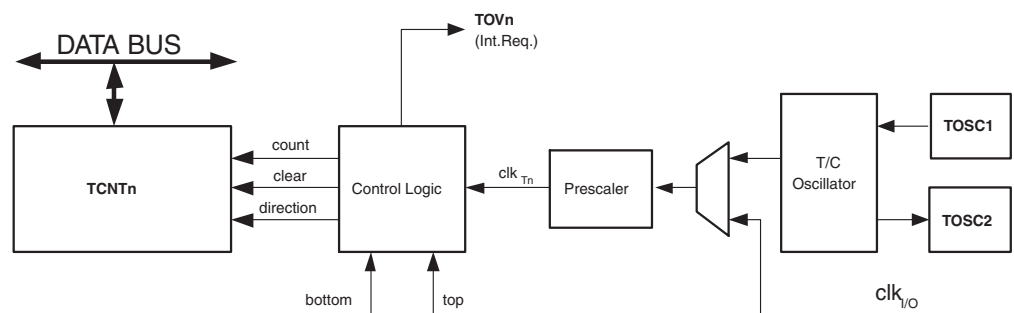 TOVn
(Int.Req.)
DATA BUS
TCNTn
count
clear
direction
Control Logic
clk Tn
Prescaler
T/C
Oscillator
TOSC1
TOSC2
bottom
top
clk I/O